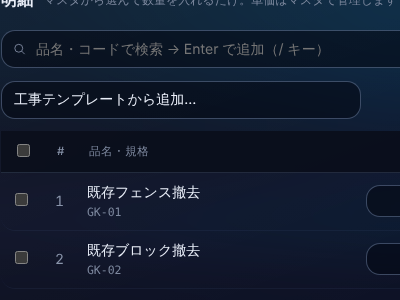 明細 マスタから選んで数量を入れるだけ。単価はマスタで管理します
品名・コードで検索 → Enter で追加（/ キー）
工事テンプレートから追加...
# 品名・規格
1 既存フェンス撤去
GK-01
2 既存ブロック撤去
GK-02